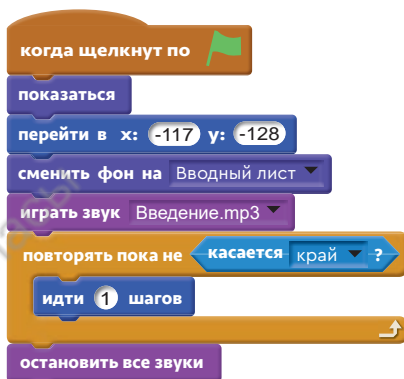 когда щелкнут по
показаться
перейти в x: -117 y: -128
сменить фон на Вводный лист
играть звук Введение.mp3
повторять пока не касается край ?
идти 1 шагов
остановить все звуки